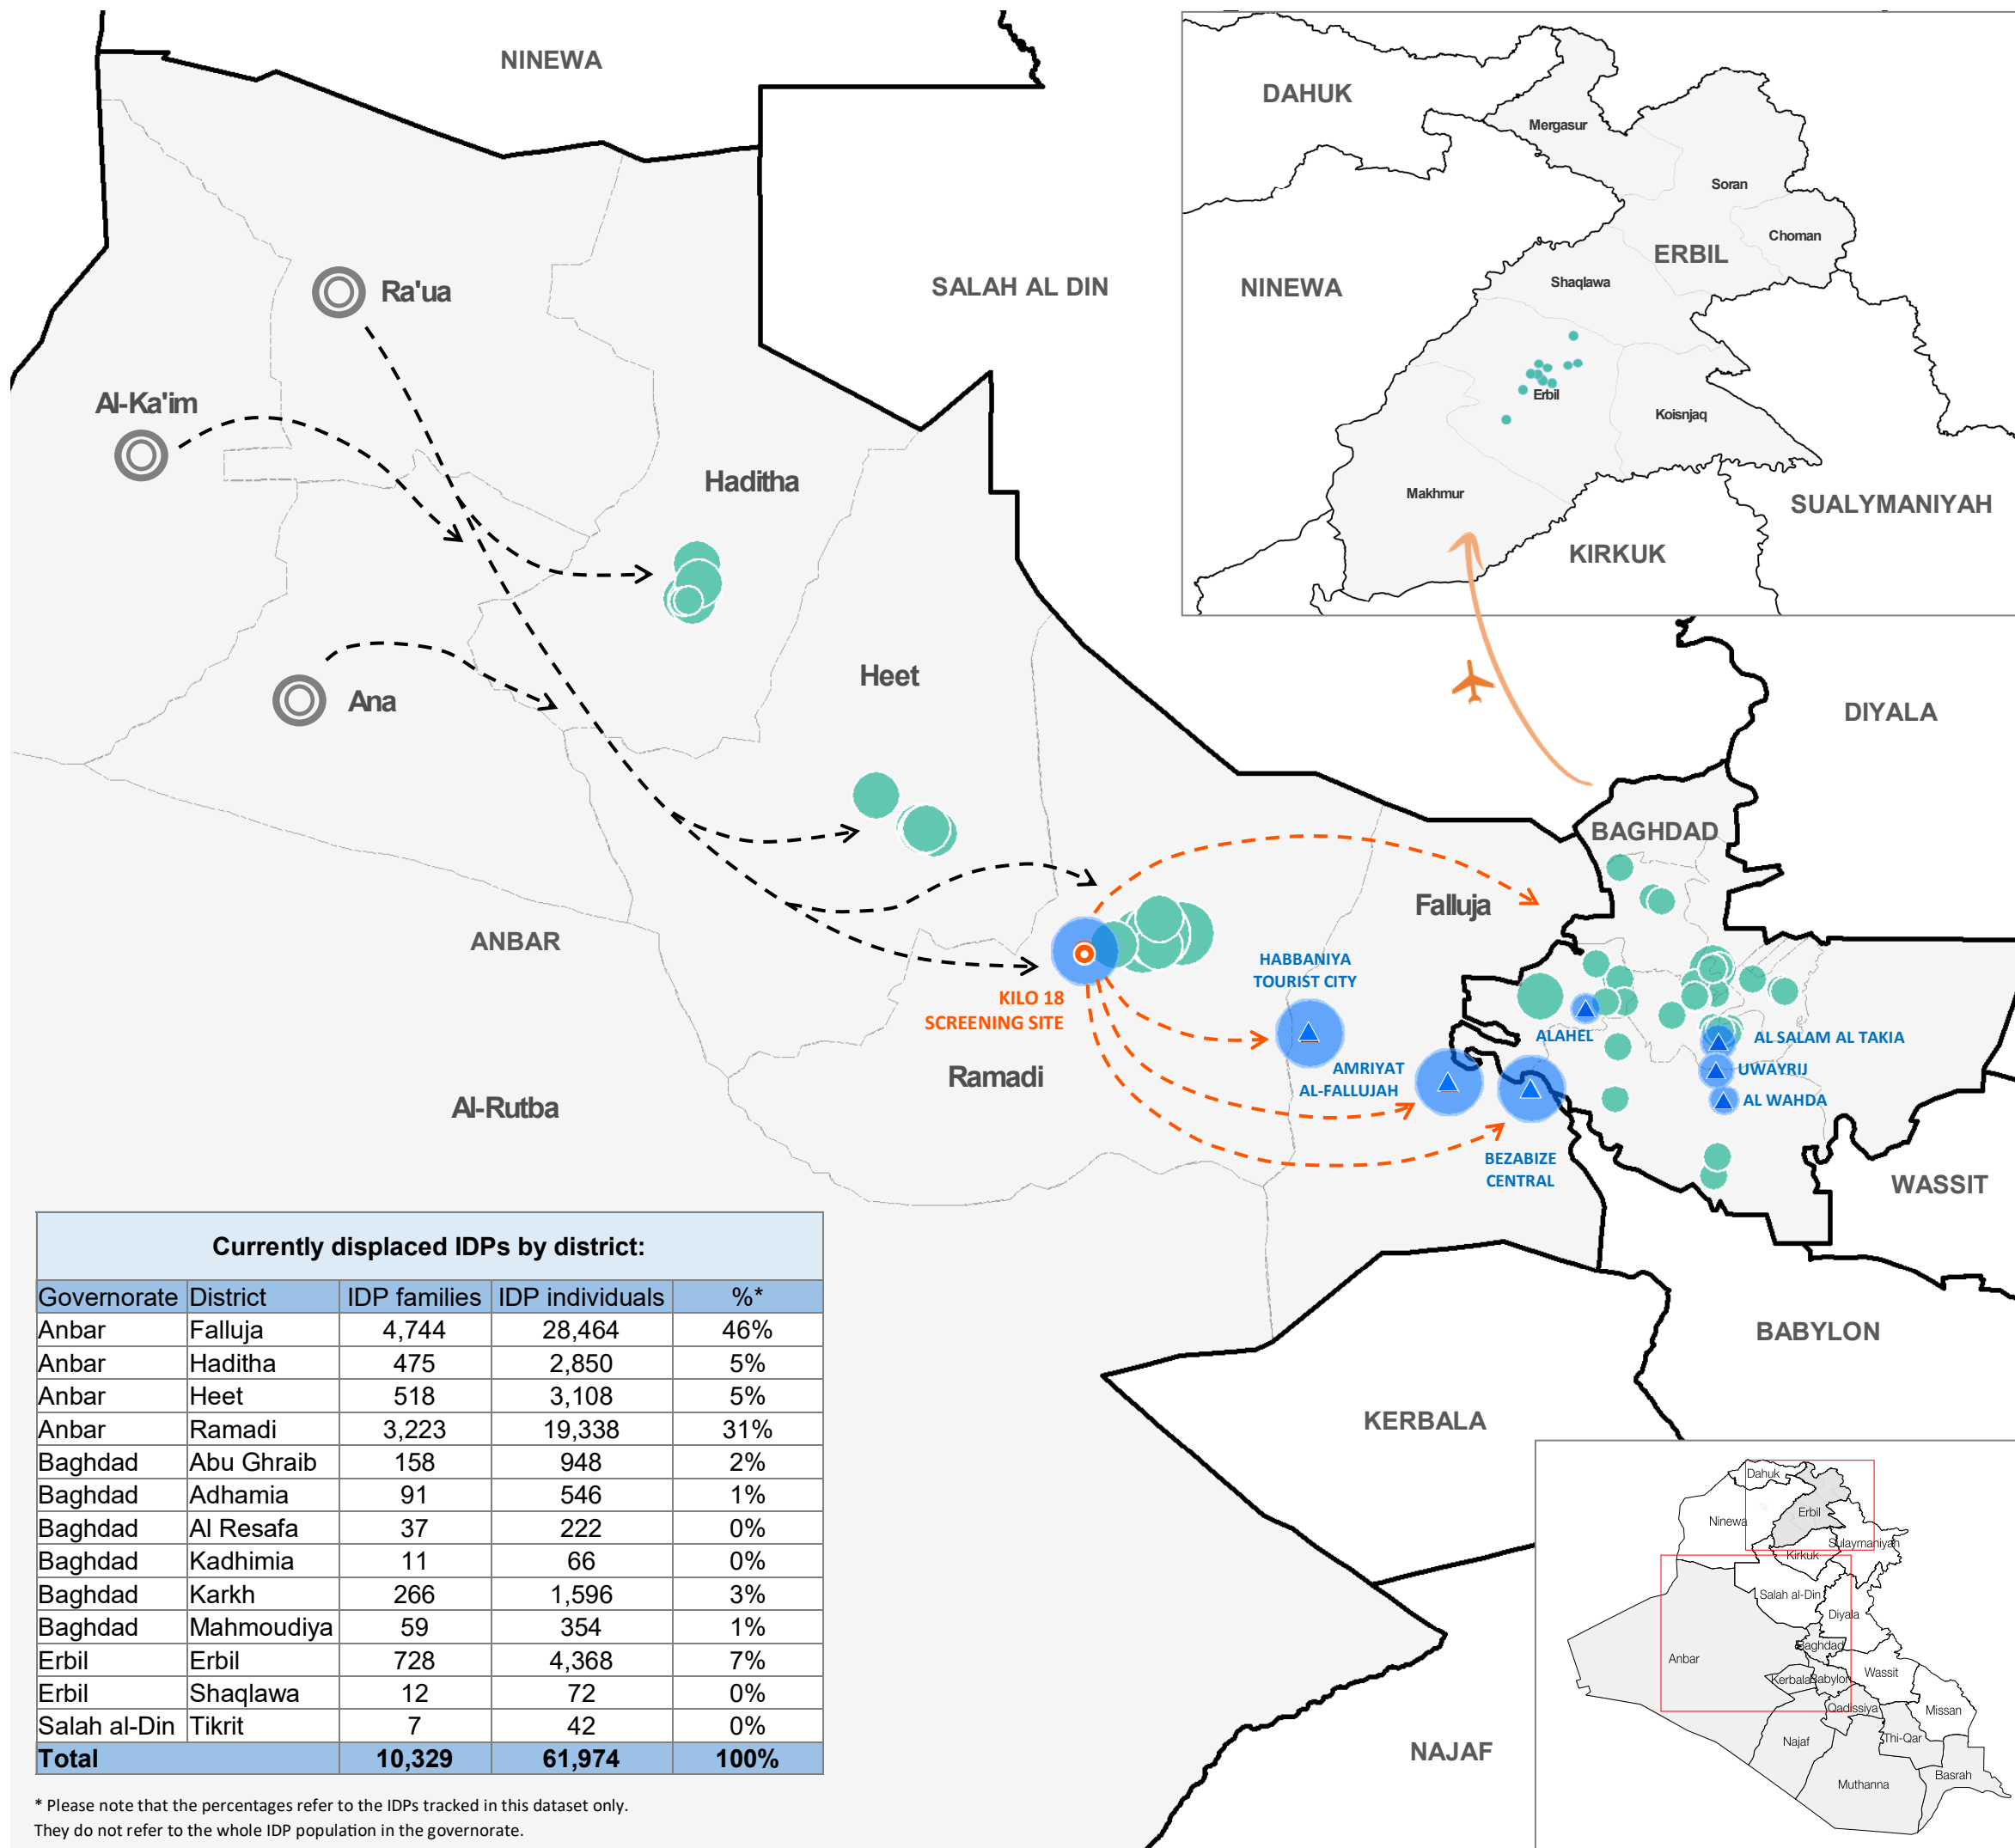 NINEWA
SALAH AL DIN
Ra'ua
Al-Ka'im
Haditha
Ana
Heet
ANBAR
Al-Rutba
Ramadi
Falluja
KILO 18
SCREENING SITE
HABBANIYA
TOURIST CITY
AMRIYAT
AL-FALLUJAH
BEZABIZE
CENTRAL
BAGHDAD
ALAHEL
AL SALAM AL TAKIA
UWAYRIJ
AL WAHDA
DIYALA
WASSIT
BABYLON
KERBALA
NAJAF
DAHUK
Mergasur
Soran
Choman
ERBIL
NINEWA
Shaqlawa
Erbil
Koisnjaq
Makhmur
SUALYMANIYAH
KIRKUK
Currently displaced IDPs by district:
Governorate District IDP families IDP individuals %*
Anbar Falluja 4,744 28,464 46%
Anbar Haditha 475 2,850 5%
Anbar Heet 518 3,108 5%
Anbar Ramadi 3,223 19,338 31%
Baghdad Abu Ghraib 158 948 2%
Baghdad Adhamia 91 546 1%
Baghdad Al Resafa 37 222 0%
Baghdad Kadhimia 11 66 0%
Baghdad Karkh 266 1,596 3%
Baghdad Mahmoudiya 59 354 1%
Erbil Erbil 728 4,368 7%
Erbil Shaqlawa 12 72 0%
Salah al-Din Tikrit 7 42 0%
Total 10,329 61,974 100%
* Please note that the percentages refer to the IDPs tracked in this dataset only.
They do not refer to the whole IDP population in the governorate.
Dahuk
Ninewa
Erbil
Sulaymaniyah
Kirkuk
Salah al-Din
Diyala
Baghdad
Anbar
Wassit
Kerbala
Babylon
Qadissiya
Missan
Najaf
Thi-Qar
Muthanna
Basrah